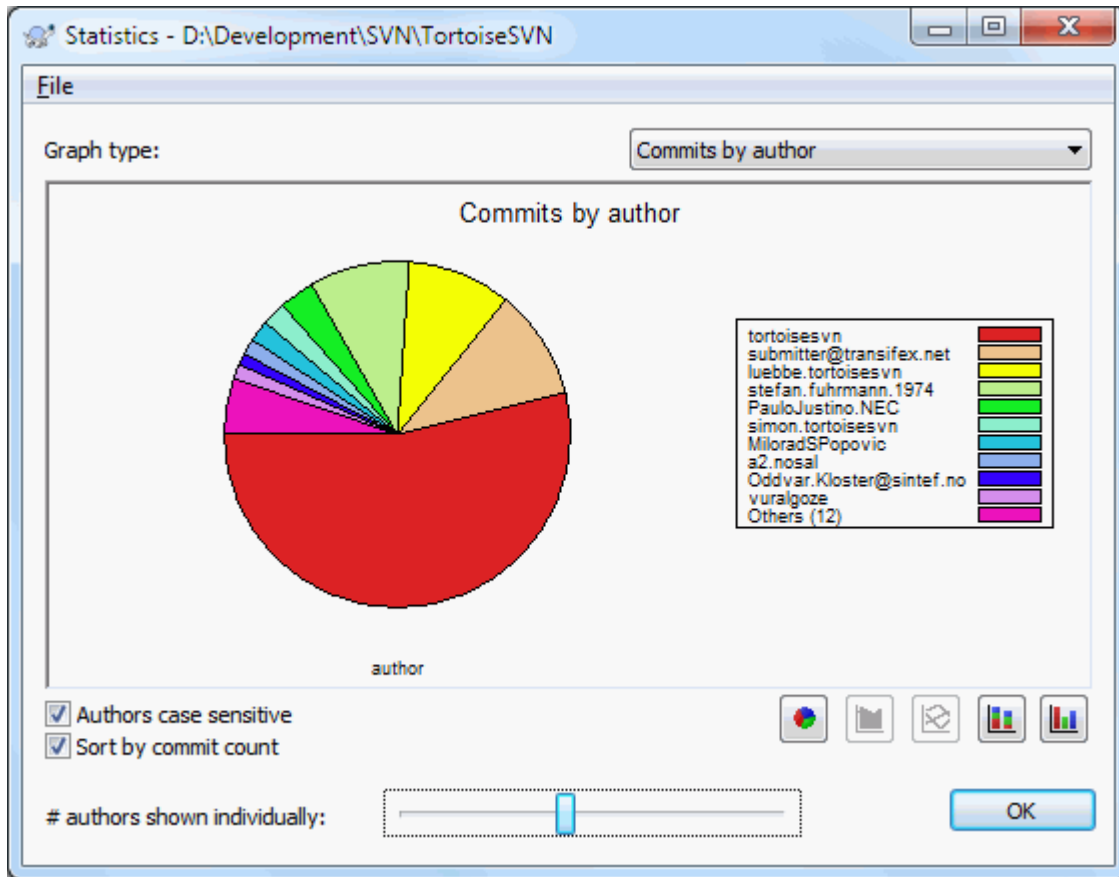 Statistics - D:\Development\SVN\TortoiseSVN
File
Graph type:
Commits by author
Commits by author
tortoisesvn
submitter@transifex.net
luebbe.tortoisesvn
stefan.fuhrmann.1974
PauloJustino.NEC
simon.tortoisesvn
MiloradSPopovic
a2.nosal
Oddvar.Kloster@sintef.no
vuralgoze
Others (12)
author
Authors case sensitive
Sort by commit count
# authors shown individually:
OK